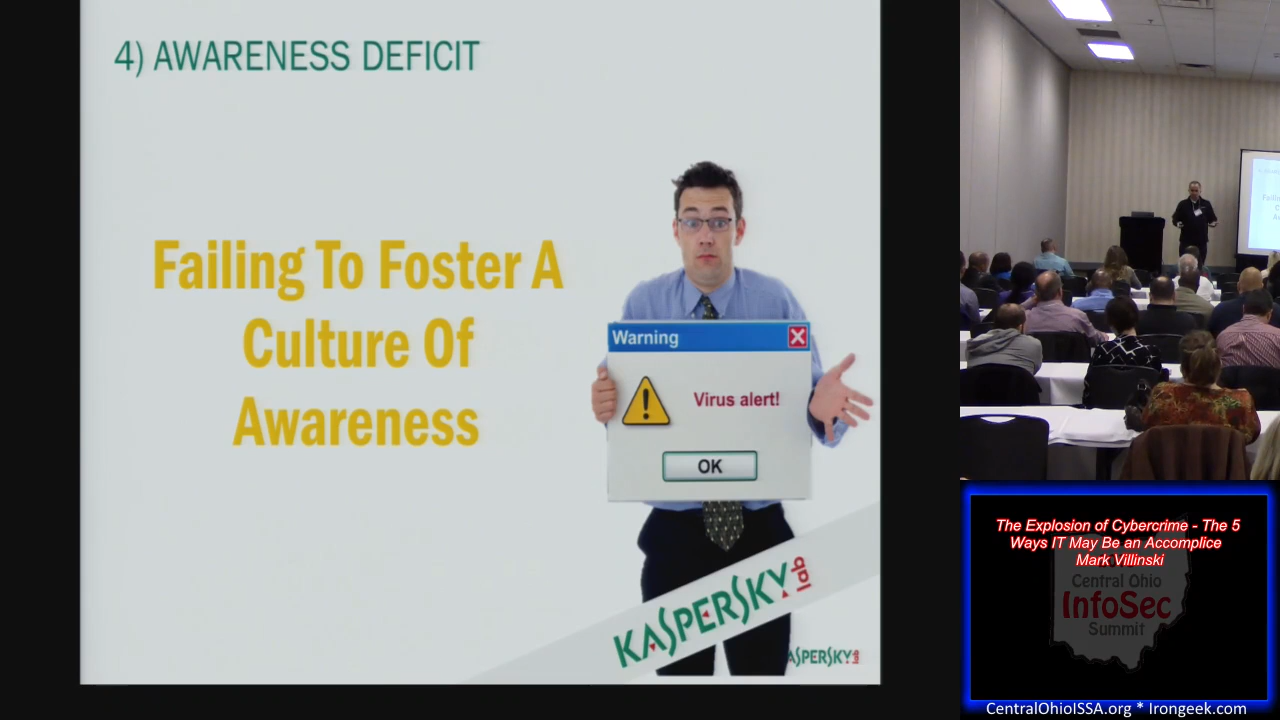 4) AWARENESS DEFICIT
Failing To Foster A
Culture Of
Awareness
Warning
Virus alert!
OK
KASPERSKY lab
KASPERSKY lab
The Explosion of Cybercrime - The 5
Ways IT May Be an Accomplice
Mark Villinski
Central Ohio
InfoSec
Summit
CentralOhioISSA.org * Irongeek.com